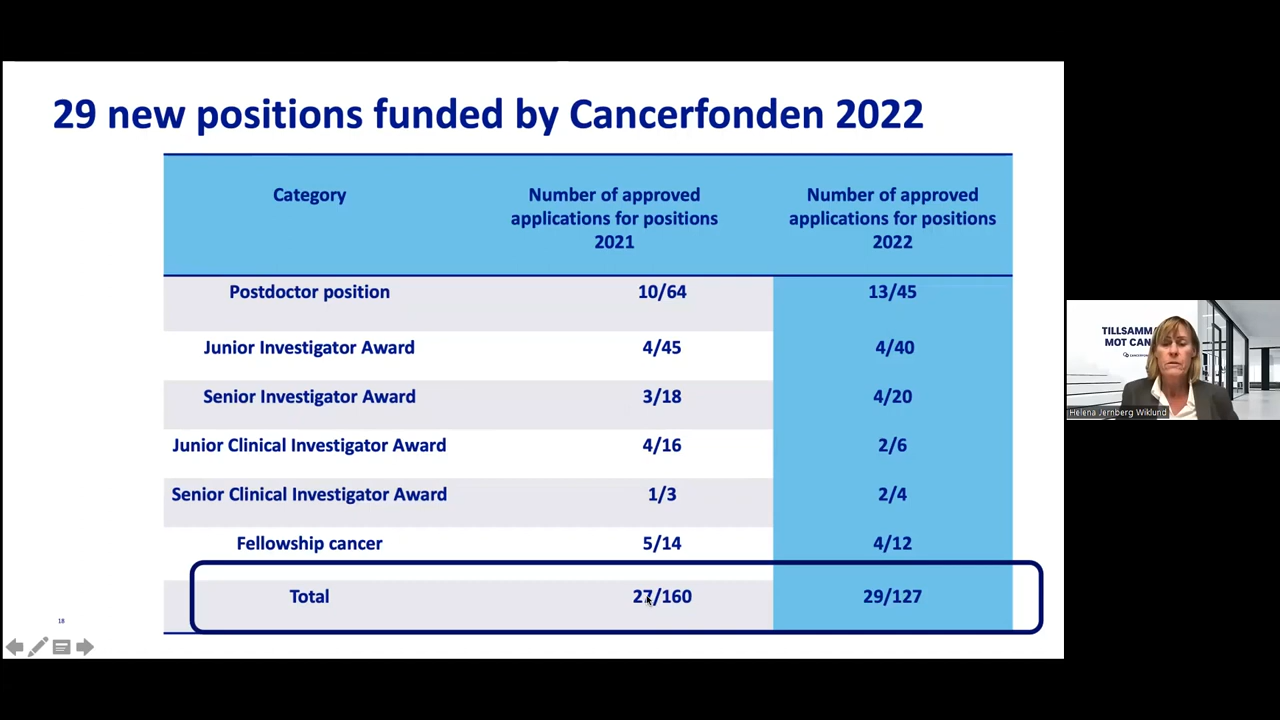 29 new positions funded by Cancerfonden 2022
Category
Number of approved
applications for positions
2021
Number of approved
applications for positions
2022
Postdoctor position 10/64 13/45
Junior Investigator Award 4/45 4/40
Senior Investigator Award 3/18 4/20
Junior Clinical Investigator Award 4/16 2/6
Senior Clinical Investigator Award 1/3 2/4
Fellowship cancer 5/14 4/12
Total 27/160 29/127
18
TILLSAMM
MOT CAN
Helena Jernberg Wiklund